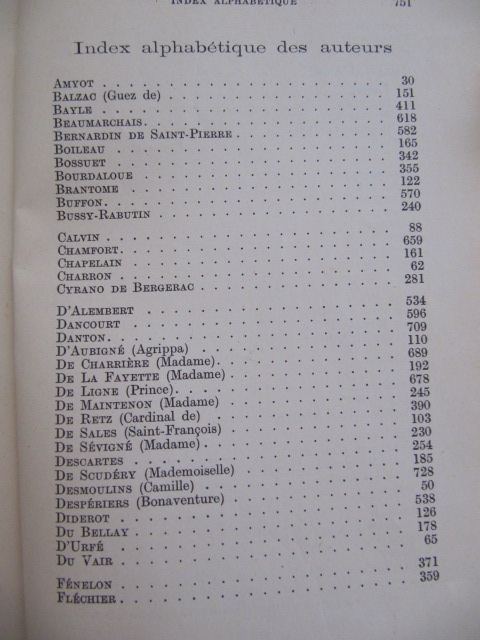 INDEX ALPHABÉTIQUE 751
Index alphabétique des auteurs
AMYOT . . . . . . . . . . 30
BALZAC (Guez de) . . . . . . . . . . 151
BAYLE . . . . . . . . . . 411
BEAUMARCHAIS. . . . . . . . . . 618
BERNARDIN DE SAINT-PIERRE . . . . . . . . . . 582
BOILEAU . . . . . . . . . . 165
BOSSUET . . . . . . . . . . 342
BOURDALOUE . . . . . . . . . . 355
BRANTOME . . . . . . . . . . 122
BUFFON. . . . . . . . . . 570
BUSSY-RABUTIN . . . . . . . . . . 240
CALVIN . . . . . . . . . . 88
CHAMFORT. . . . . . . . . . 659
CHAPELAIN . . . . . . . . . . 161
CHARRON . . . . . . . . . . 62
CYRANO DE BERGERAC . . . . . . . . . . 281
D'ALEMBERT . . . . . . . . . . 534
DANCOURT . . . . . . . . . . 596
DANTON. . . . . . . . . . 709
D'AUBIGNÉ (Agrippa) . . . . . . . . . . 110
DE CHARRIÈRE (Madame). . . . . . . . . . 689
DE LA FAYETTE (Madame) . . . . . . . . . . 192
DE LIGNE (Prince). . . . . . . . . . 678
DE MAINTENON (Madame) . . . . . . . . . . 245
DE RETZ (Cardinal de) . . . . . . . . . . 390
DE SALES (Saint-François) . . . . . . . . . . 103
DE SÉVIGNÉ (Madame). . . . . . . . . . 230
DESCARTES . . . . . . . . . . 254
DE SCUDÉRY (Mademoiselle) . . . . . . . . . . 185
DESMOULINS (Camille) . . . . . . . . . . 728
DESPÉRIERS (Bonaventure) . . . . . . . . . . 50
DIDEROT . . . . . . . . . . 538
DU BELLAY . . . . . . . . . . 126
D'URFÉ . . . . . . . . . . 178
DU VAIR . . . . . . . . . . 65
FÉNELON . . . . . . . . . . 371
FLÉCHIER . . . . . . . . . . 359